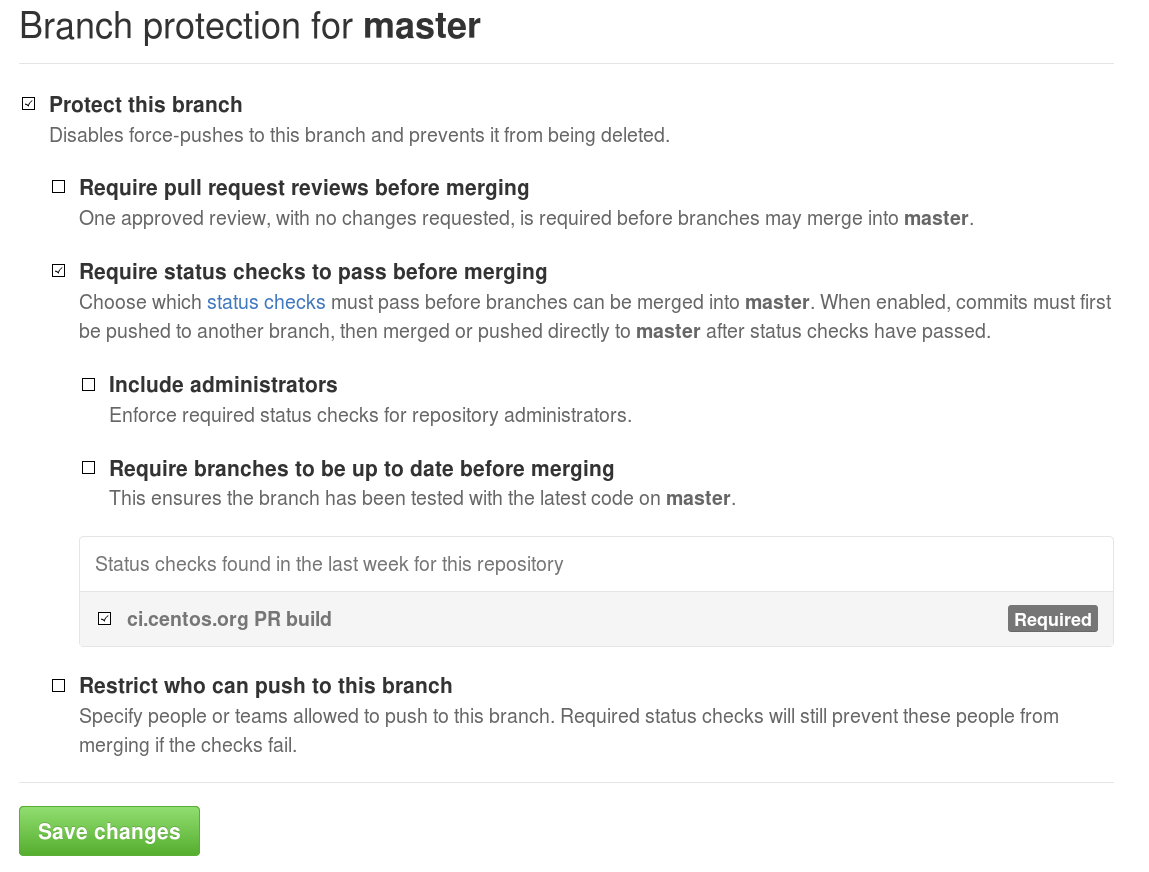 Branch protection for master
Protect this branch
Disables force-pushes to this branch and prevents it from being deleted.
Require pull request reviews before merging
One approved review, with no changes requested, is required before branches may merge into master.
Require status checks to pass before merging
Choose which status checks must pass before branches can be merged into master. When enabled, commits must first
be pushed to another branch, then merged or pushed directly to master after status checks have passed.
Include administrators
Enforce required status checks for repository administrators.
Require branches to be up to date before merging
This ensures the branch has been tested with the latest code on master.
Status checks found in the last week for this repository
ci.centos.org PR build Required
Restrict who can push to this branch
Specify people or teams allowed to push to this branch. Required status checks will still prevent these people from
merging if the checks fail.
Save changes